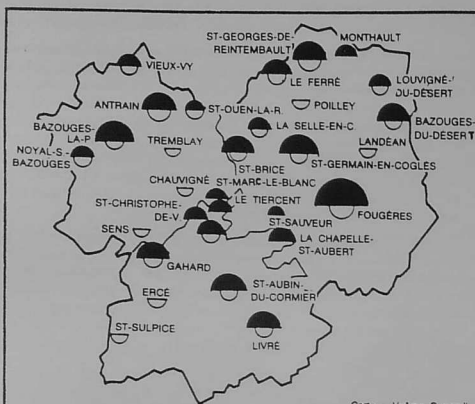 ST-GEORGES-DE-
REINTEMBAULT
MONTHAULT
VIEUX-VY
LE FERRÉ
LOUVIGNÉ-
DU-DÉSERT
ANTRAIN
ST-OUEN-LA-R.
POILLEY
BAZOUGES-
LA-P
LA SELLE-EN-C
BAZOUGES-
DU-DÉSERT
NOYAL-S.-
BAZOUGES
TREMBLAY
LANDÉAN
ST-BRICE
ST-GERMAIN-EN-COGLES
CHAUVIGNÉ
ST-MARC-LE-BLANC
ST-CHRISTOPHE-
DE-V.
LE TIERCENT
FOUGÈRES
ST-SAUVEUR
SENS
LA CHAPELLE-
ST-AUBERT
GAHARD
ERCÉ
ST-AUBIN-
DU-CORMIER
ST-SULPICE
LIVRÉ